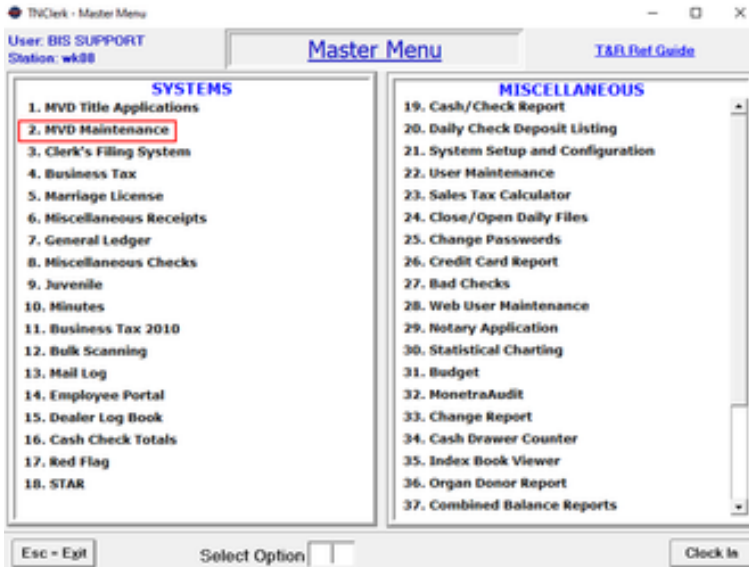 TNClerk - Master Menu
User: BIS SUPPORT
Station: wk08
Master Menu
T&R Ref Guide
SYSTEMS
1. MVD Title Applications
2. MVD Maintenance
3. Clerk's Filing System
4. Business Tax
5. Marriage License
6. Miscellaneous Receipts
7. General Ledger
8. Miscellaneous Checks
9. Juvenile
10. Minutes
11. Business Tax 2010
12. Bulk Scanning
13. Mail Log
14. Employee Portal
15. Dealer Log Book
16. Cash Check Totals
17. Red Flag
18. STAR
MISCELLANEOUS
19. Cash/Check Report
20. Daily Check Deposit Listing
21. System Setup and Configuration
22. User Maintenance
23. Sales Tax Calculator
24. Close/Open Daily Files
25. Change Passwords
26. Credit Card Report
27. Bad Checks
28. Web User Maintenance
29. Notary Application
30. Statistical Charting
31. Budget
32. MonetraAudit
33. Change Report
34. Cash Drawer Counter
35. Index Book Viewer
36. Organ Donor Report
37. Combined Balance Reports
Esc = Exit
Select Option
Clock In